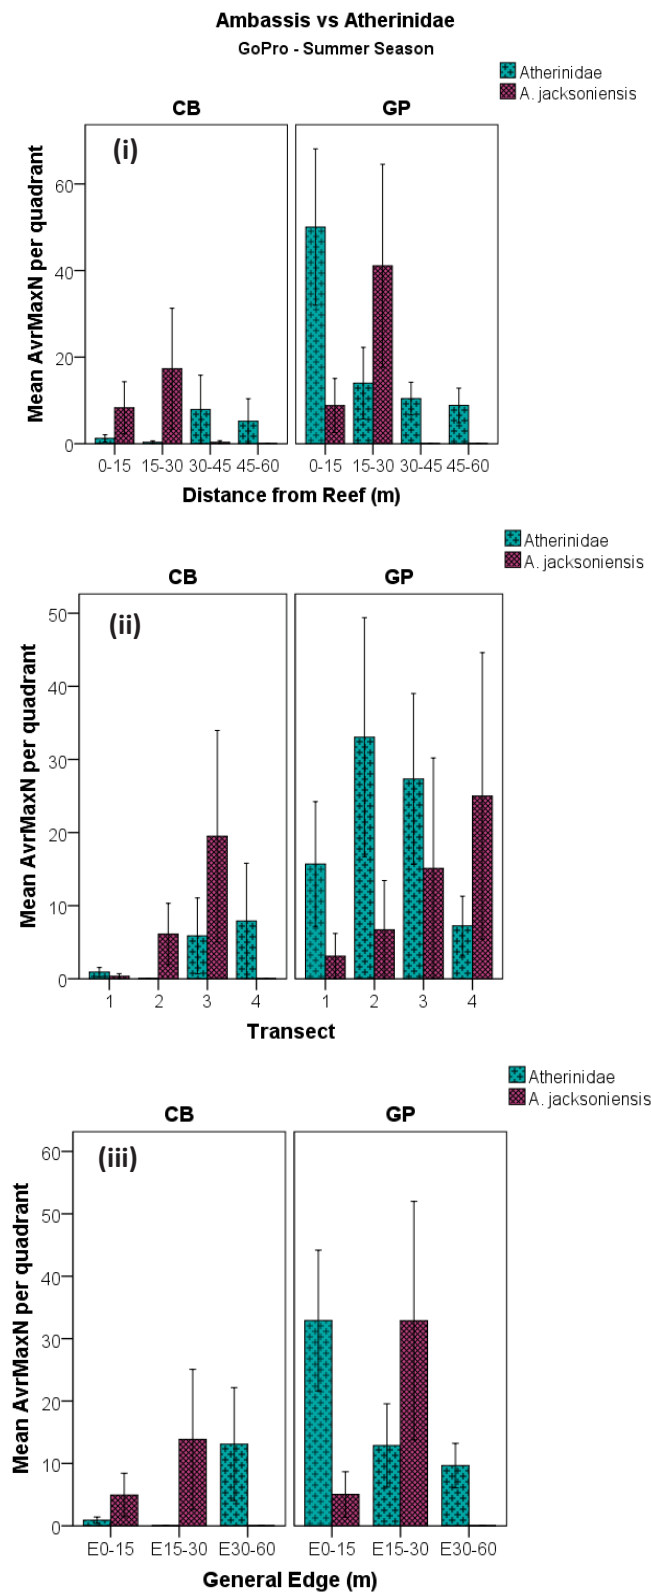 Ambassis vs Atherinidae
GoPro - Summer Season
Atherinidae
A. jacksoniensis
CB GP
(i)
Mean AvrMaxN per quadrant
60
40
20
0
0-15 15-30 30-45 45-60 0-15 15-30 30-45 45-60
Distance from Reef (m)
Atherinidae
A. jacksoniensis
CB GP
(ii)
Mean AvrMaxN per quadrant
50
40
30
20
10
0
1 2 3 4 1 2 3 4
Transect
Atherinidae
A. jacksoniensis
CB GP
(iii)
Mean AvrMaxN per quadrant
60
50
40
30
20
10
0
E0-15 E15-30 E30-60 E0-15 E15-30 E30-60
General Edge (m)